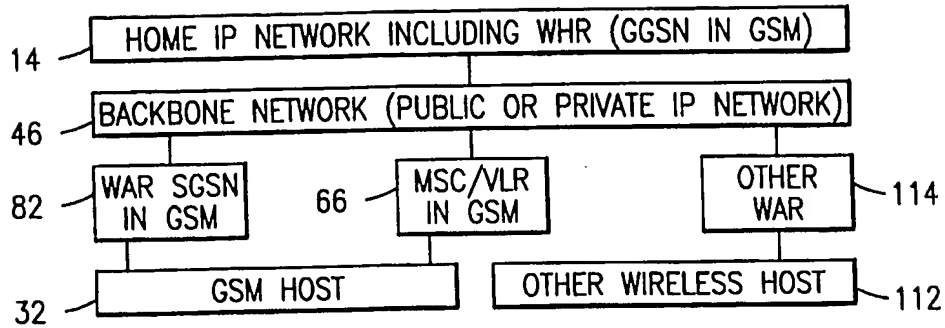 HOME IP NETWORK INCLUDING WHR (GGSN IN GSM)
14
BACKBONE NETWORK (PUBLIC OR PRIVATE IP NETWORK)
46
WAR SGSN
IN GSM
82
MSC/VLR
IN GSM
66
OTHER
WAR
114
GSM HOST
32
OTHER WIRELESS HOST
112